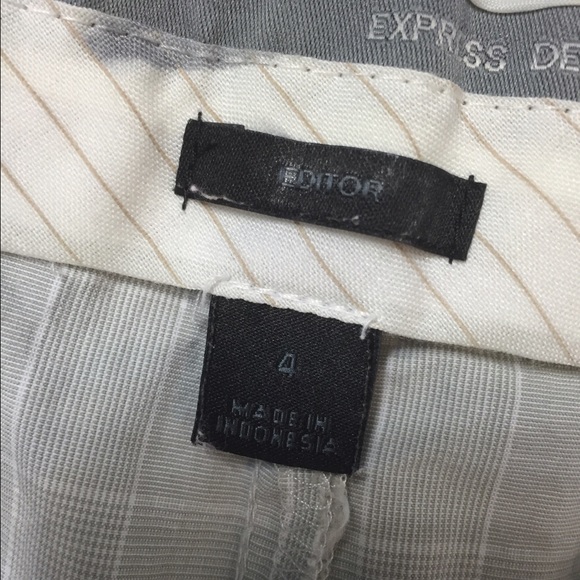 EXPRESS DE
EDITOR
4
MADE IN
INDONESIA